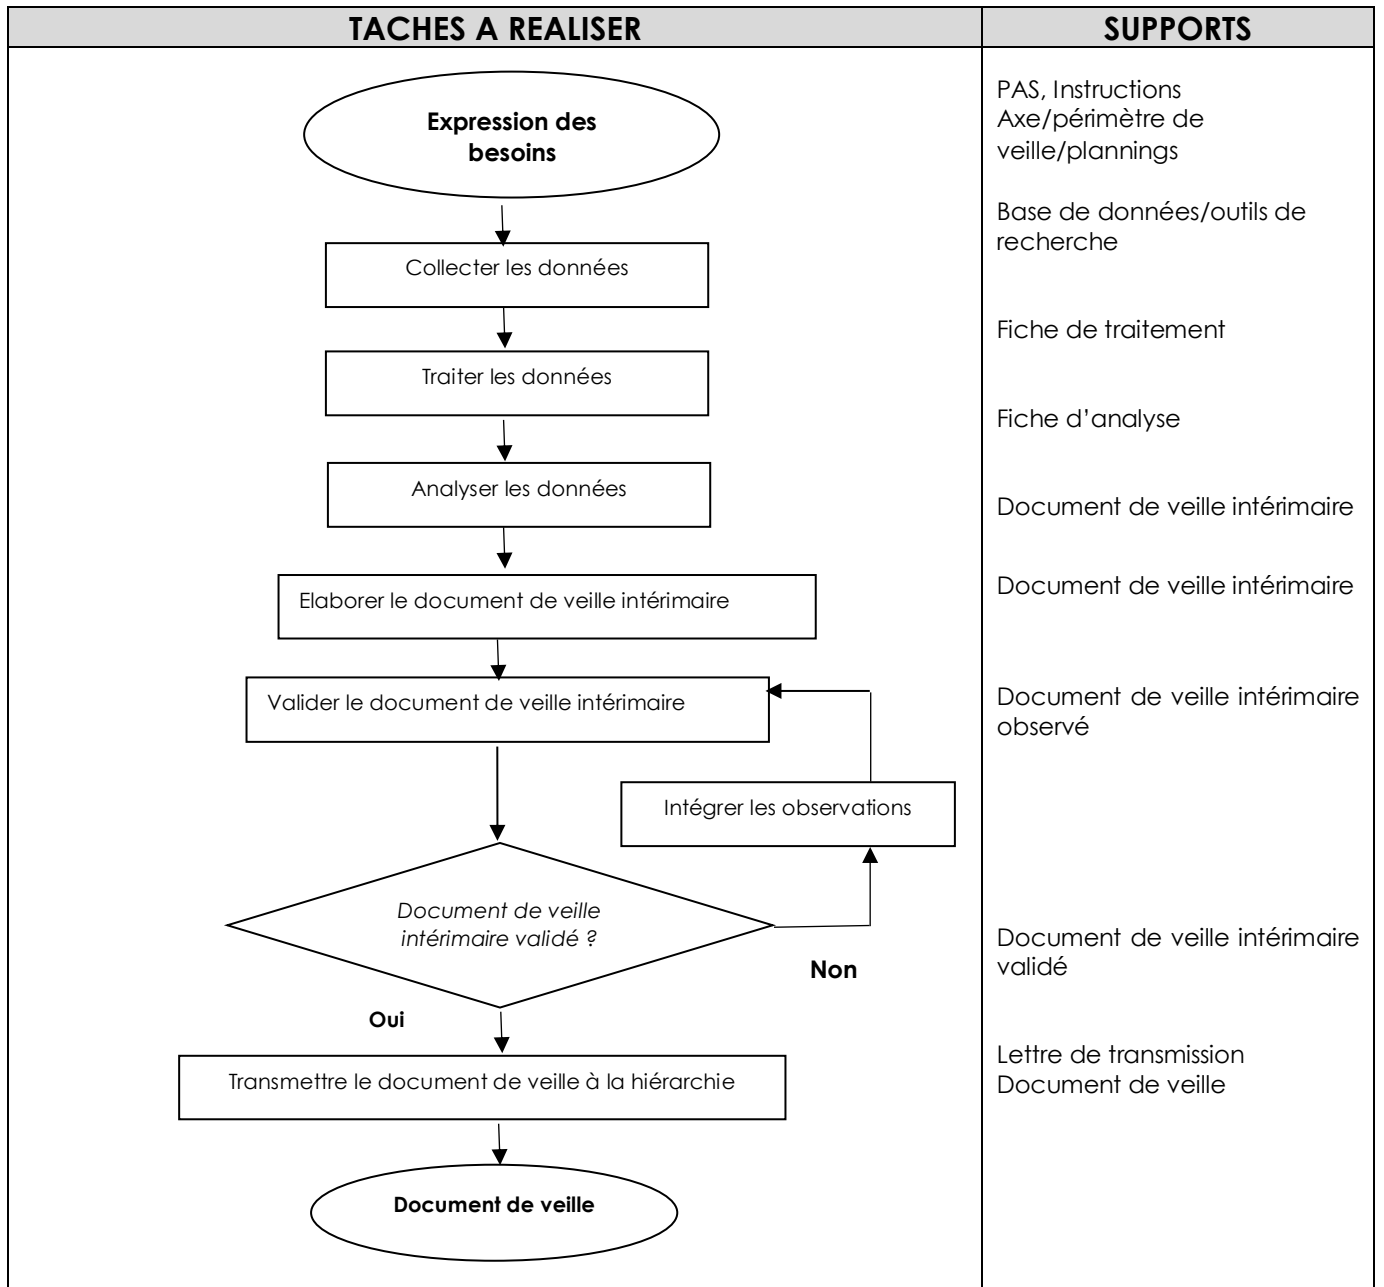 TACHES A REALISER
SUPPORTS
Expression des
besoins
Collecter les données
Traiter les données
Analyser les données
Elaborer le document de veille intérimaire
Valider le document de veille intérimaire
Intégrer les observations
Document de veille
intérimaire validé ?
Non
Oui
Transmettre le document de veille à la hiérarchie
Document de veille
PAS, Instructions
Axe/périmètre de
veille/plannings
Base de données/outils de
recherche
Fiche de traitement
Fiche d’analyse
Document de veille intérimaire
Document de veille intérimaire
Document de veille intérimaire
observé
Document de veille intérimaire
validé
Lettre de transmission
Document de veille